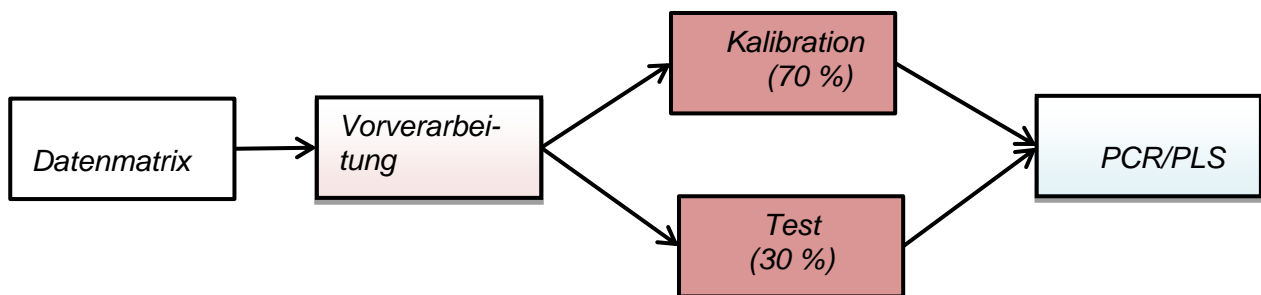 Datenmatrix
Vorverarbei-
tung
Kalibration
(70 %)
Test
(30 %)
PCR/PLS